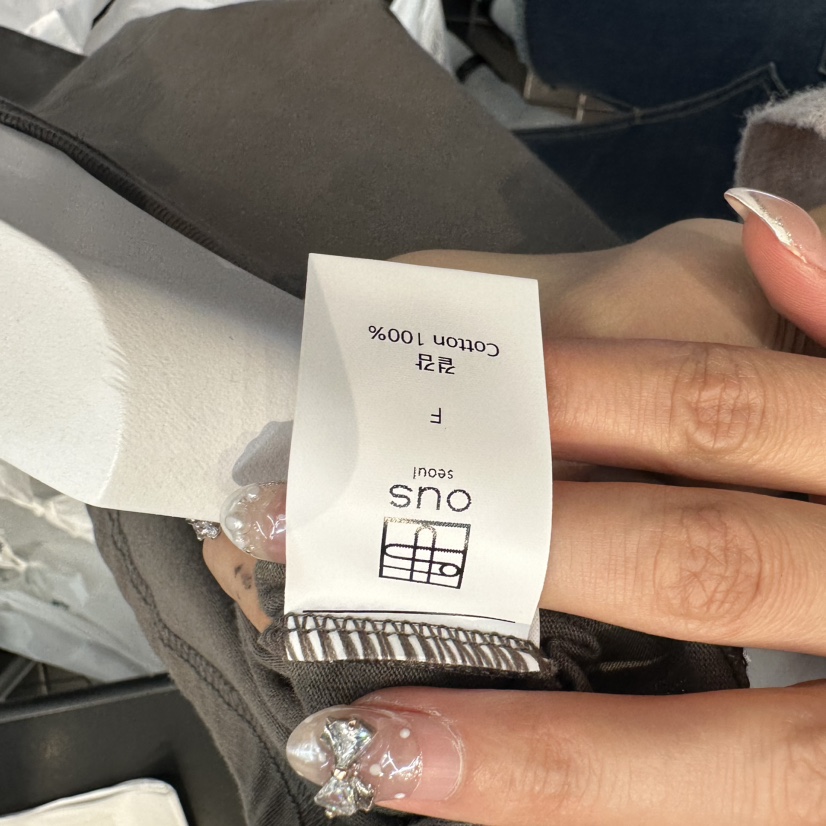 ous
seoul
F
겉감
Cotton 100%